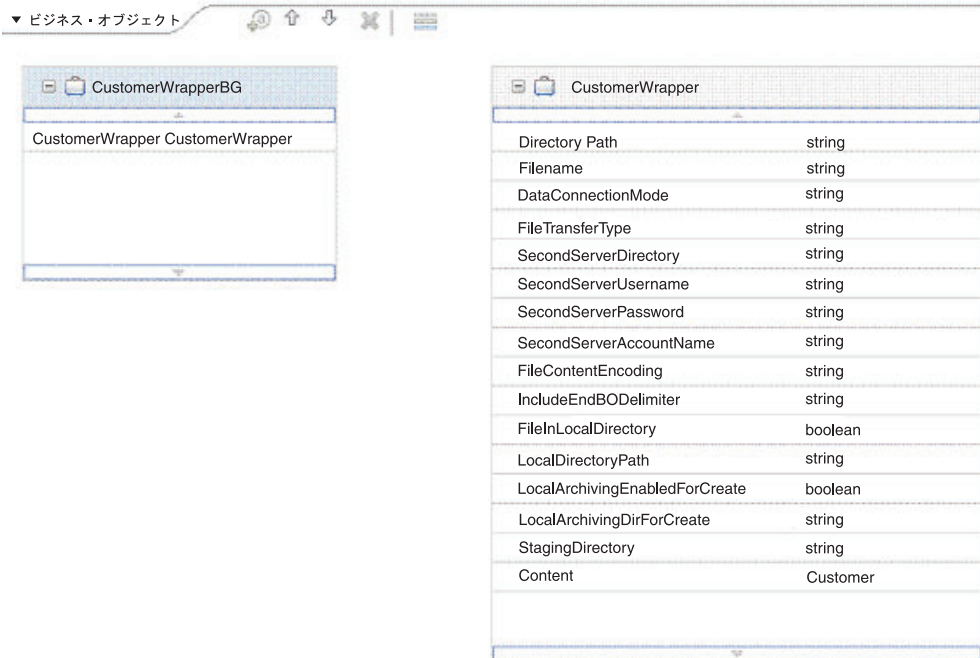 ▼ ビジネス・オブジェクト
CustomerWrapperBG
CustomerWrapper CustomerWrapper
CustomerWrapper
Directory Path string
Filename string
DataConnectionMode string
FileTransferType string
SecondServerDirectory string
SecondServerUsername string
SecondServerPassword string
SecondServerAccountName string
FileContentEncoding string
IncludeEndBODelimiter string
FileInLocalDirectory boolean
LocalDirectoryPath string
LocalArchivingEnabledForCreate boolean
LocalArchivingDirForCreate string
StagingDirectory string
Content Customer